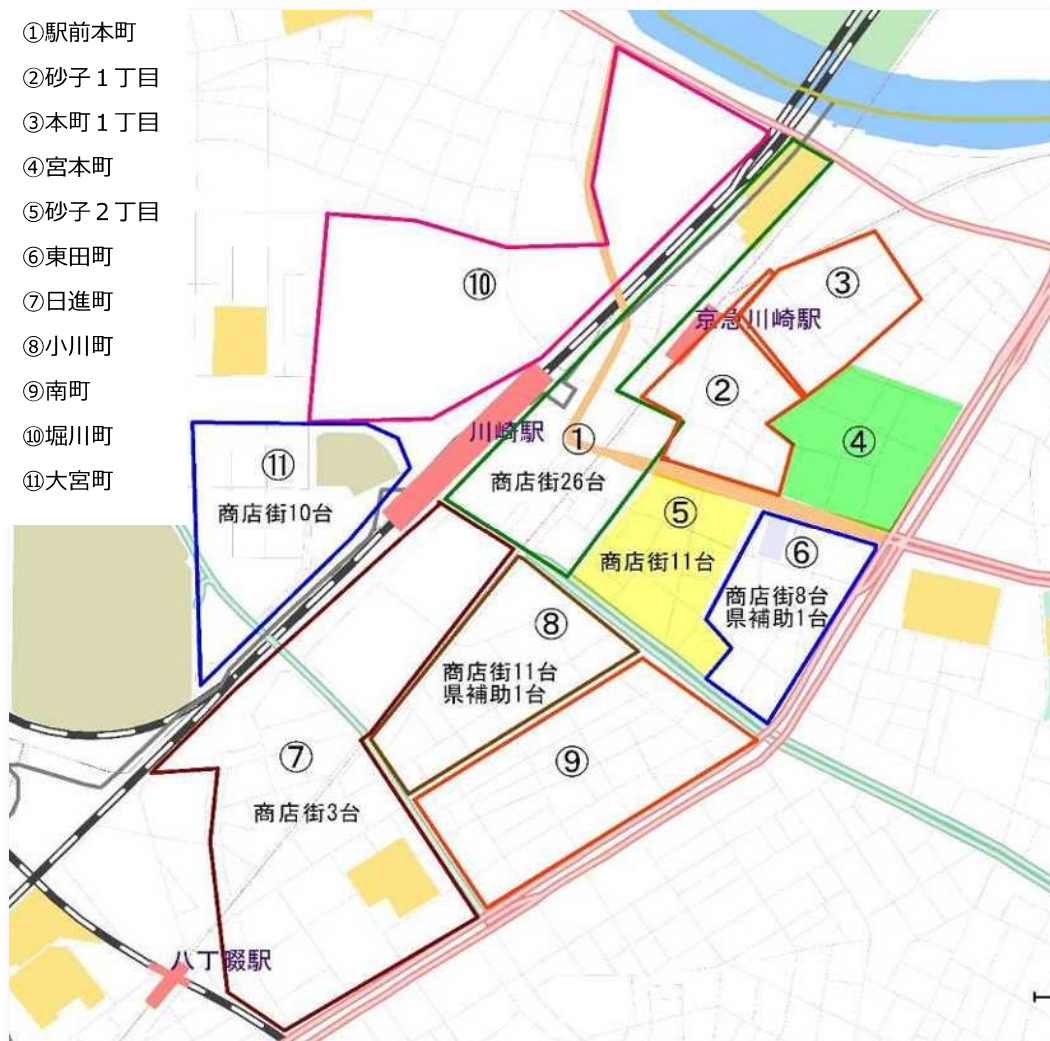 ①駅前本町
②砂子１丁目
③本町１丁目
④宮本町
⑤砂子２丁目
⑥東田町
⑦日進町
⑧小川町
⑨南町
⑩堀川町
⑪大宮町
⑩
③
京急川崎駅
②
川崎駅
①
商店街26台
④
⑪
商店街10台
⑤
商店街11台
⑥
商店街8台
県補助1台
⑧
商店街11台
県補助1台
⑦
商店街3台
⑨
八丁畷駅